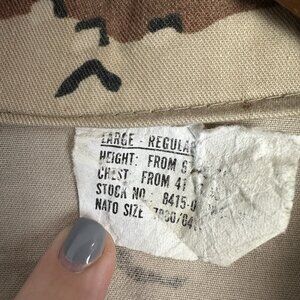 LARGE - REGULAR
HEIGHT: FROM 6
CHEST FROM 41
STOCK NO. 8415-0
NATO SIZE